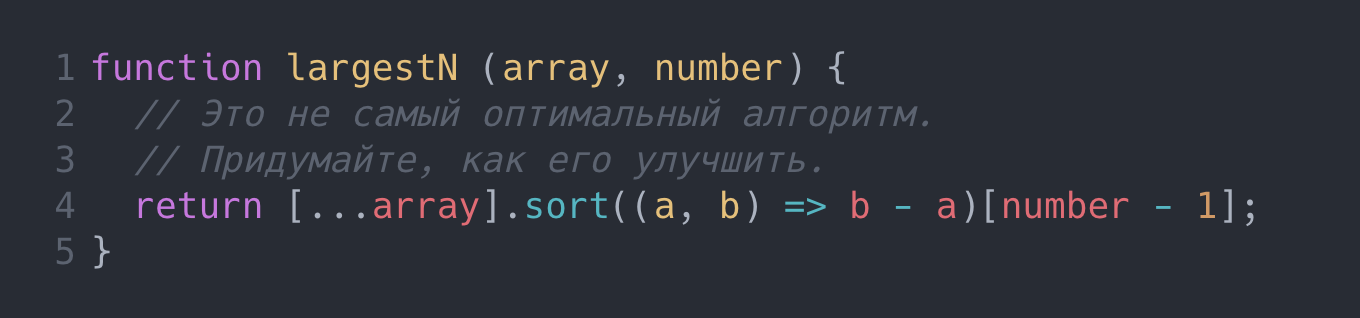 1 function largestN (array, number) {
2   // Это не самый оптимальный алгоритм.
3   // Придумайте, как его улучшить.
4   return [...array].sort((a, b) => b - a)[number - 1];
5 }